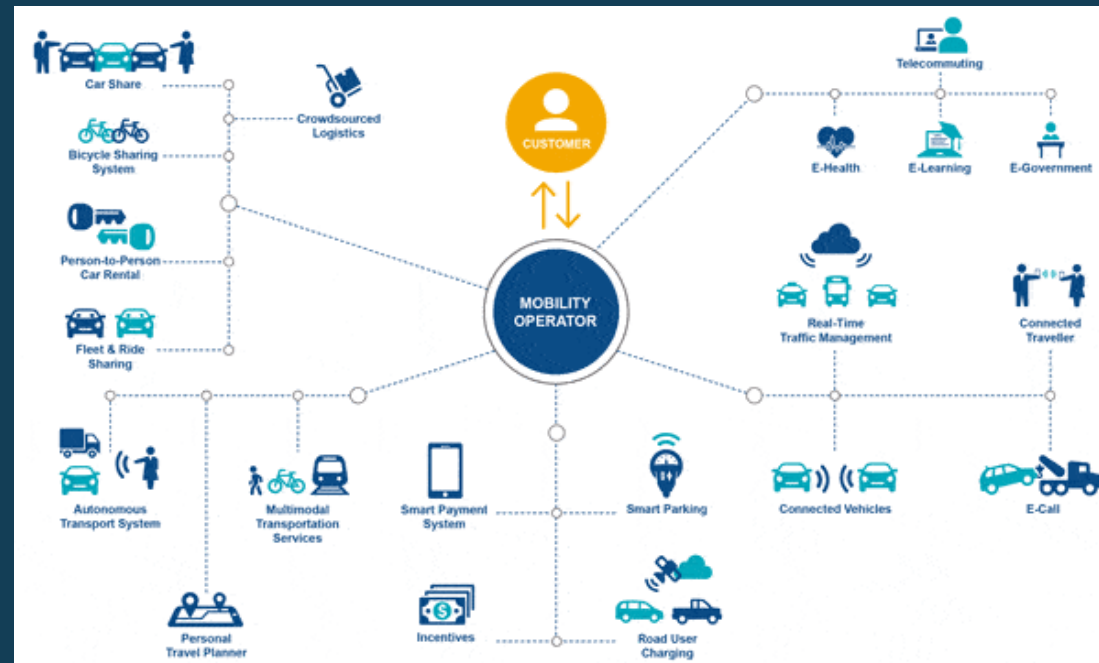 Car Share
Crowdsourced
Logistics
Bicycle Sharing
System
Person-to-Person
Car Rental
Fleet & Ride
Sharing
CUSTOMER
MOBILITY
OPERATOR
Telecommuting
E-Health
E-Learning
E-Government
Real-Time
Traffic Management
Connected
Traveller
Autonomous
Transport System
Multimodal
Transportation
Services
Personal
Travel Planner
Smart Payment
System
Smart Parking
Incentives
$
Road User
Charging
Connected Vehicles
E-Call